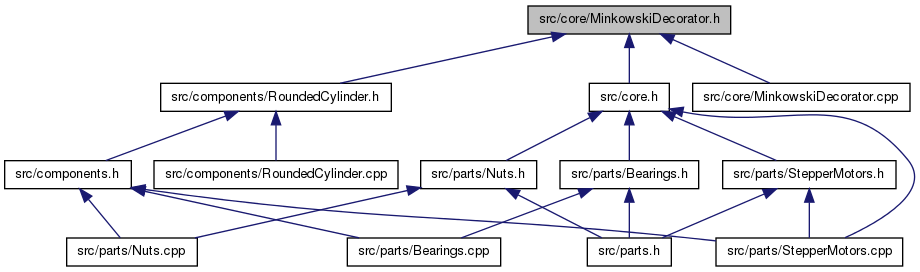 src/core/MinkowskiDecorator.h
src/components/RoundedCylinder.h
src/core.h
src/core/MinkowskiDecorator.cpp
src/components.h
src/components/RoundedCylinder.cpp
src/parts/Nuts.h
src/parts/Bearings.h
src/parts/StepperMotors.h
src/parts/Nuts.cpp
src/parts/Bearings.cpp
src/parts.h
src/parts/StepperMotors.cpp